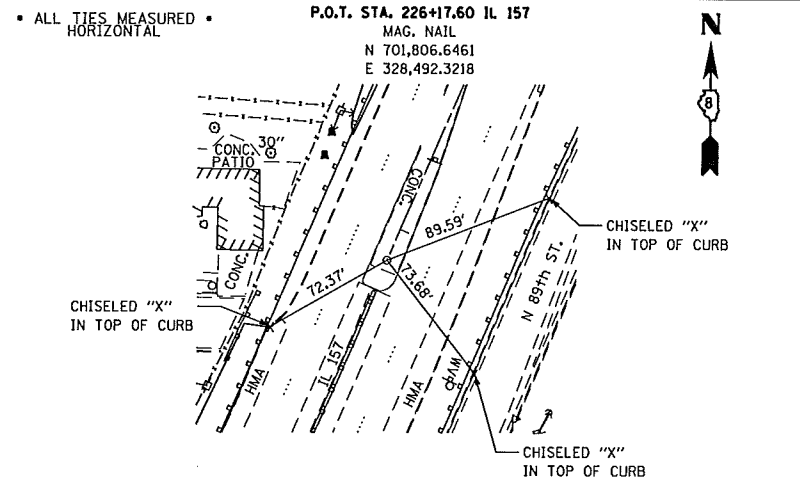 • ALL TIES MEASURED •
HORIZONTAL
P.O.T. STA. 226+17.60 IL 157
MAG. NAIL
N 701,806.6461
E 328,492.3218
N
8
30"
CONC.
PATIO
CONC.
89.59'
CHISELED "X"
IN TOP OF CURB
CONC.
72.37'
73.68'
N 89th ST.
CHISELED "X"
IN TOP OF CURB
IL 157
HMA
HMA
WV
CHISELED "X"
IN TOP OF CURB